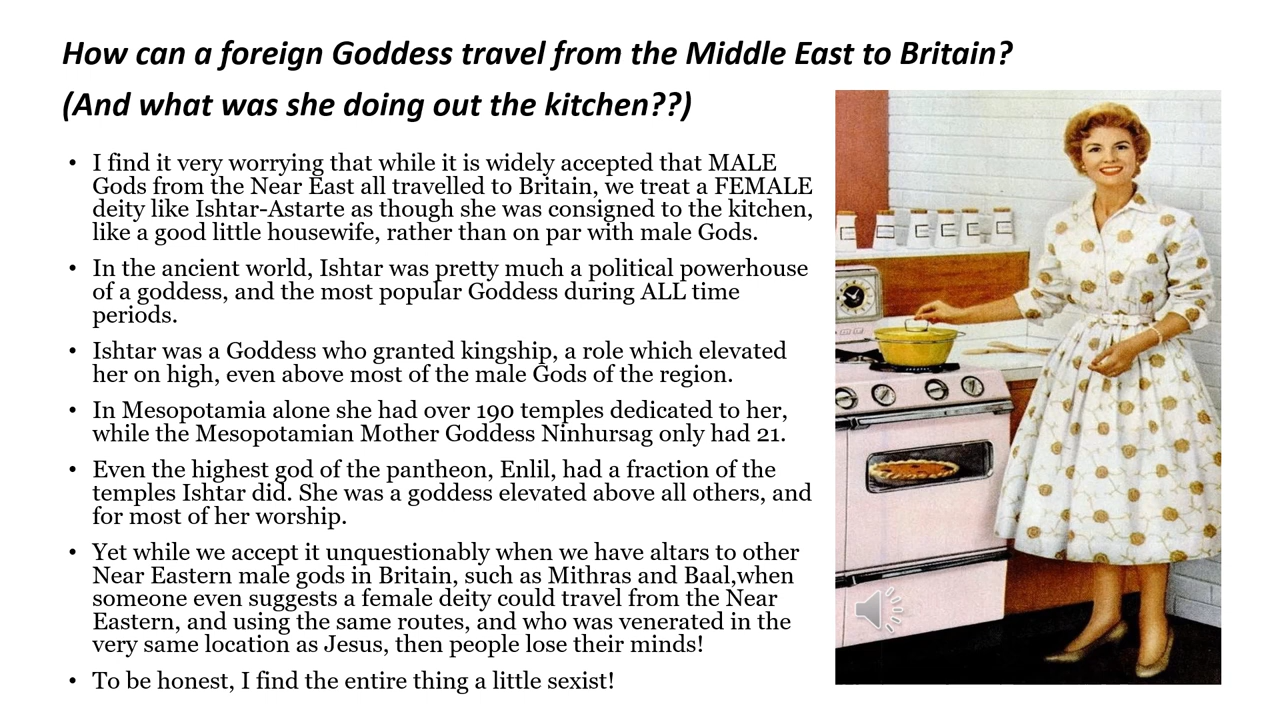 How can a foreign Goddess travel from the Middle East to Britain?
(And what was she doing out the kitchen??)
• I find it very worrying that while it is widely accepted that MALE
Gods from the Near East all travelled to Britain, we treat a FEMALE
deity like Ishtar-Astarte as though she was consigned to the kitchen,
like a good little housewife, rather than on par with male Gods.
• In the ancient world, Ishtar was pretty much a political powerhouse
of a goddess, and the most popular Goddess during ALL time
periods.
• Ishtar was a Goddess who granted kingship, a role which elevated
her on high, even above most of the male Gods of the region.
• In Mesopotamia alone she had over 190 temples dedicated to her,
while the Mesopotamian Mother Goddess Ninhursag only had 21.
• Even the highest god of the pantheon, Enlil, had a fraction of the
temples Ishtar did. She was a goddess elevated above all others, and
for most of her worship.
• Yet while we accept it unquestionably when we have altars to other
Near Eastern male gods in Britain, such as Mithras and Baal,when
someone even suggests a female deity could travel from the Near
Eastern, and using the same routes, and who was venerated in the
very same location as Jesus, then people lose their minds!
• To be honest, I find the entire thing a little sexist!